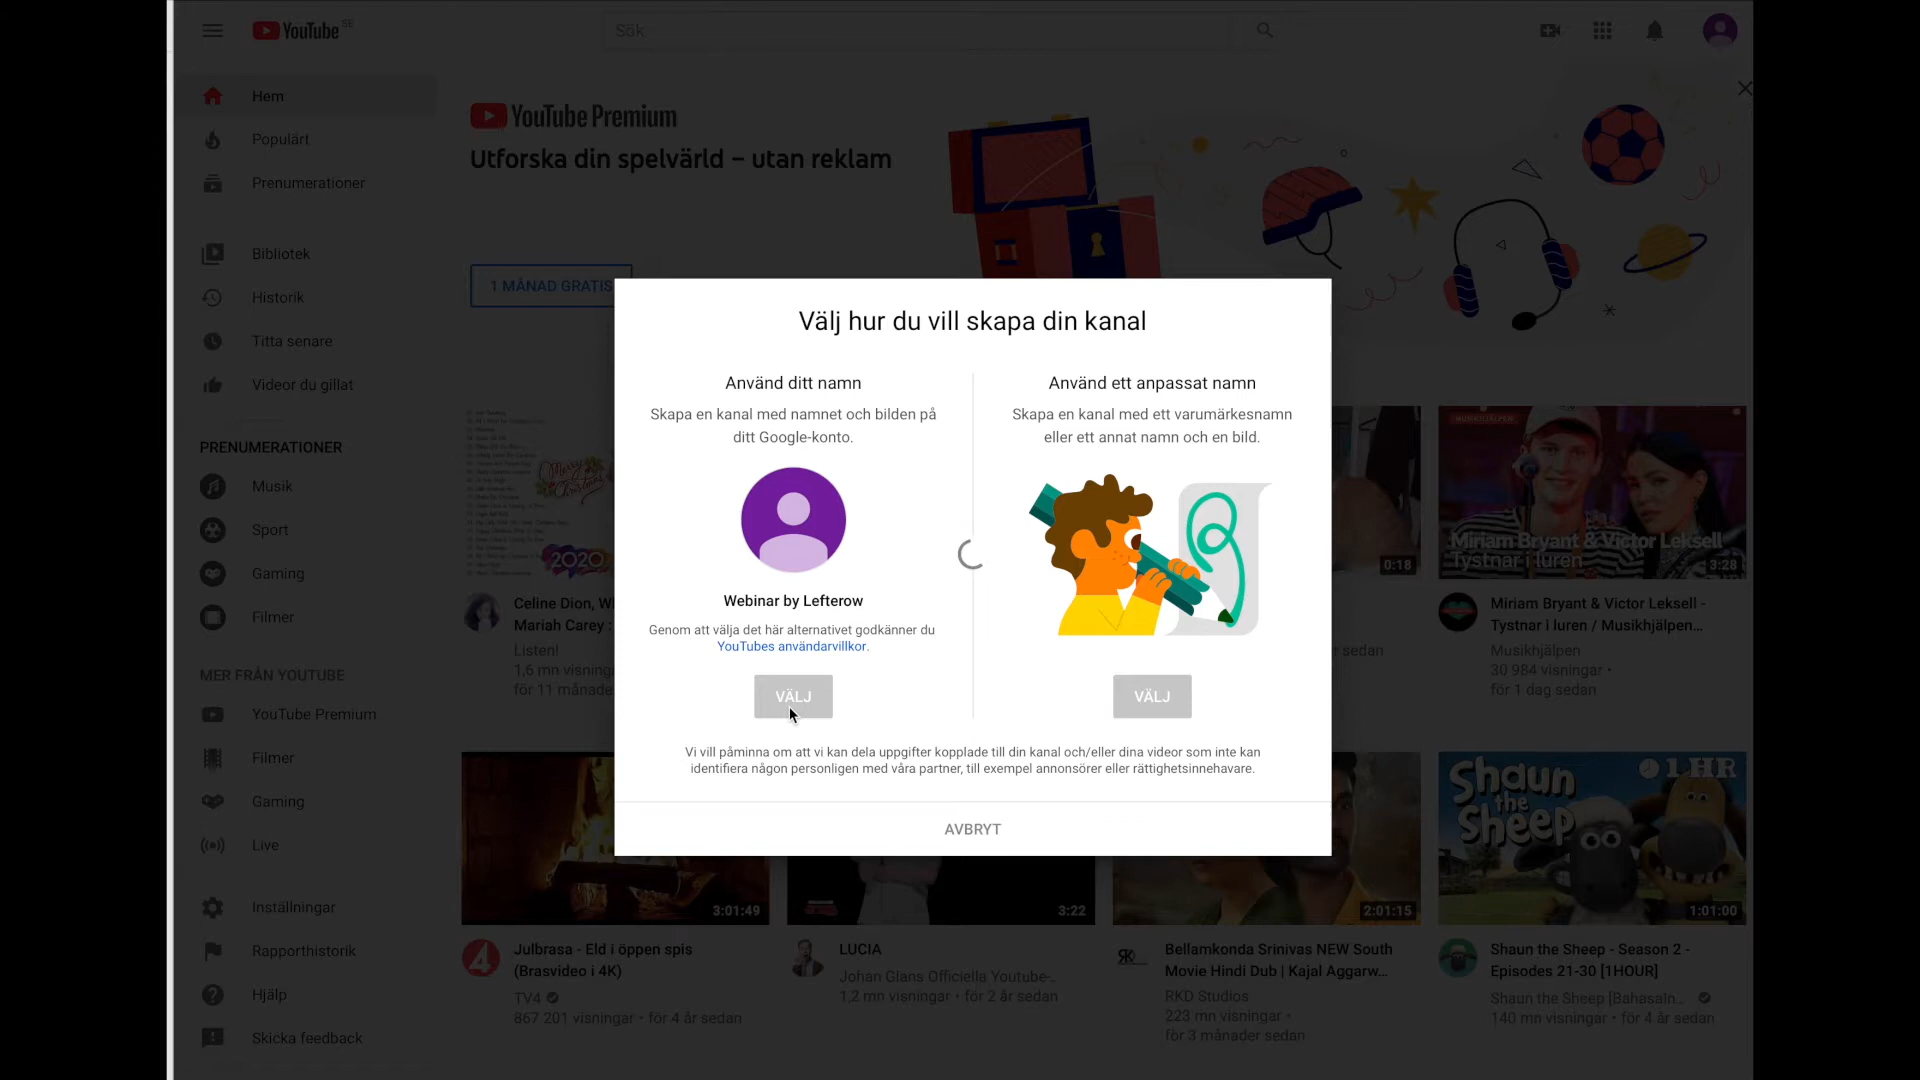 YouTube SE
Sök
Hem
Populärt
Prenumerationer
Bibliotek
Historik
Titta senare
Videor du gillat
PRENUMERATIONER
Musik
Sport
Gaming
Filmer
MER FRÅN YOUTUBE
YouTube Premium
Filmer
Gaming
Live
Inställningar
Rapporthistorik
Hjälp
Skicka feedback
YouTube Premium
Utforska din spelvärld – utan reklam
1 MÅNAD GRATIS
Välj hur du vill skapa din kanal
Använd ditt namn
Skapa en kanal med namnet och bilden på
ditt Google-konto.
Webinar by Lefterow
Genom att välja det här alternativet godkänner du
YouTubes användarvillkor.
VÄLJ
Använd ett anpassat namn
Skapa en kanal med ett varumärkesnamn
eller ett annat namn och en bild.
VÄLJ
Vi vill påminna om att vi kan dela uppgifter kopplade till din kanal och/eller dina videor som inte kan
identifiera någon personligen med våra partner, till exempel annonsörer eller rättighetsinnehavare.
AVBRYT
Merry Christmas
2020
Celine Dion,
Mariah Carey :
Listen!
1,6 mn visning
för 11 månade
0:18
sedan
MUSIKHJÄLPEN
Miriam Bryant & Victor Leksell
Tystnar i luren
3:28
Miriam Bryant & Victor Leksell -
Tystnar i luren / Musikhjälpen...
Musikhjälpen
30 984 visningar •
för 1 dag sedan
3:01:49
Julbrasa - Eld i öppen spis
(Brasvideo i 4K)
TV4
867 201 visningar • för 4 år sedan
3:22
LUCIA
Johan Glans Officiella Youtube-...
1,2 mn visningar • för 2 år sedan
2:01:15
RK
Bellamkonda Srinivas NEW South
Movie Hindi Dub | Kajal Aggarw...
RKD Studios
223 mn visningar •
för 3 månader sedan
Shaun the Sheep
1 HR
1:01:00
Shaun the Sheep - Season 2 -
Episodes 21-30 [1HOUR]
Shaun the Sheep [BahasaIn...
140 mn visningar • för 4 år sedan